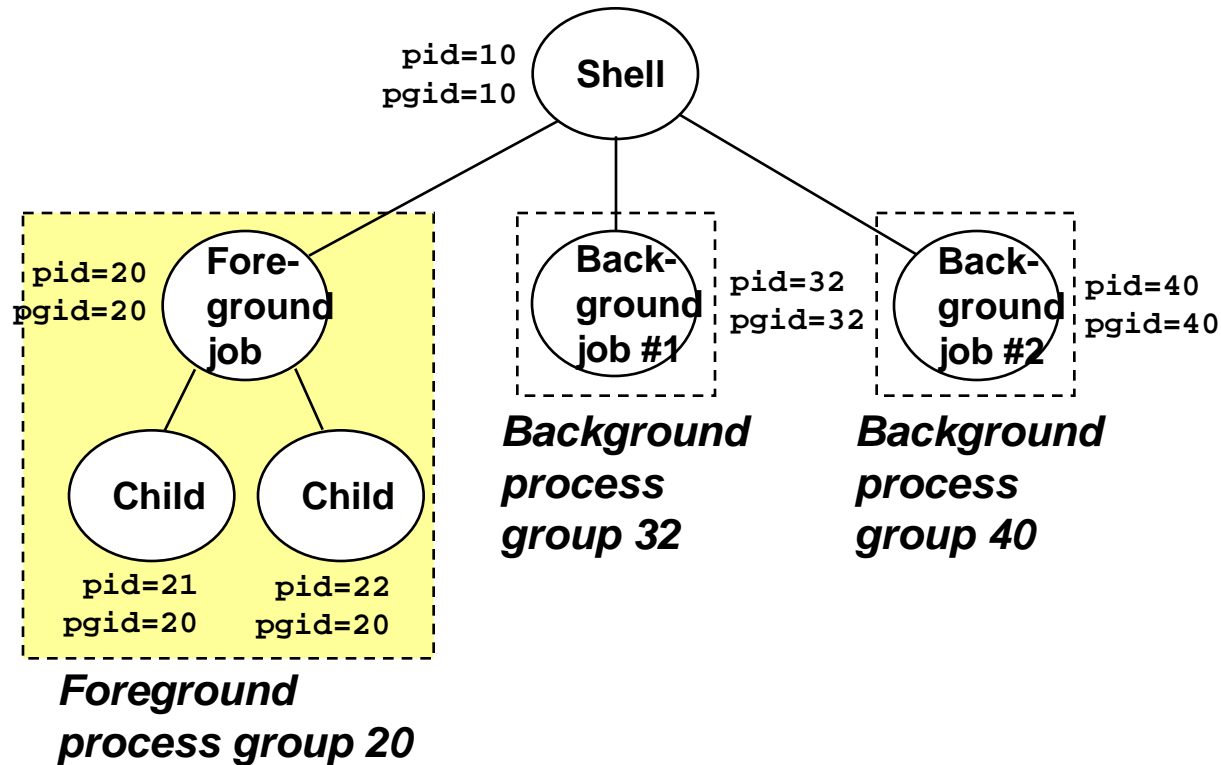 pid=10
pgid=10
Shell
pid=20
pgid=20
Fore-
ground
job
Back-
ground
job #1
pid=32
pgid=32
Back-
ground
job #2
pid=40
pgid=40
Child
Child
pid=21
pgid=20
pid=22
pgid=20
Background
process
group 32
Background
process
group 40
Foreground
process group 20